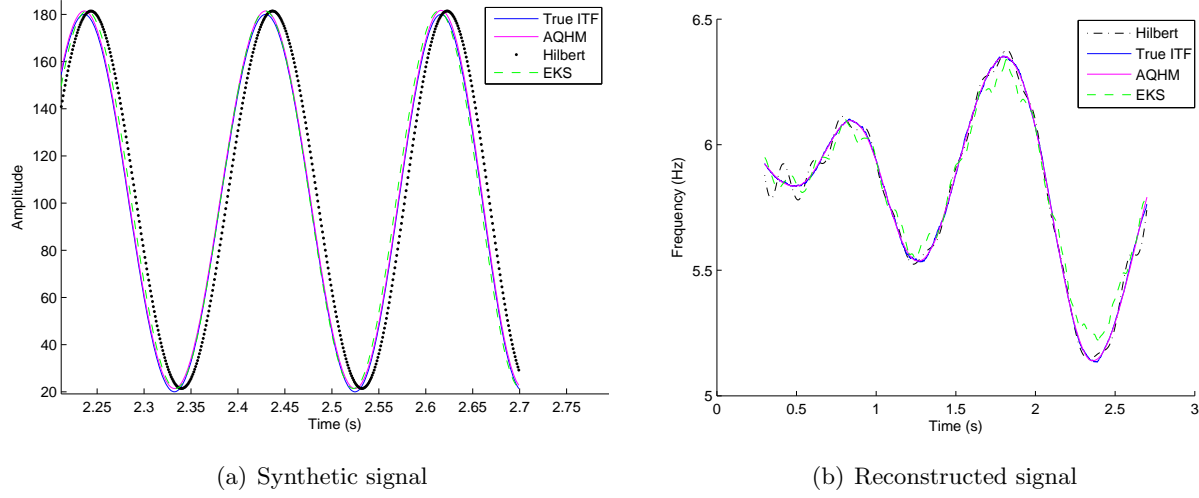 180
160
140
120
100
80
60
40
20
Amplitude
2.25
2.3
2.35
2.4
2.45
2.5
2.55
2.6
2.65
2.7
2.75
Time (s)
True ITF
AQHM
Hilbert
EKS
(a) Synthetic signal
6.5
6
5.5
5
Frequency (Hz)
0
0.5
1
1.5
2
2.5
3
Time (s)
Hilbert
True ITF
AQHM
EKS
(b) Reconstructed signal